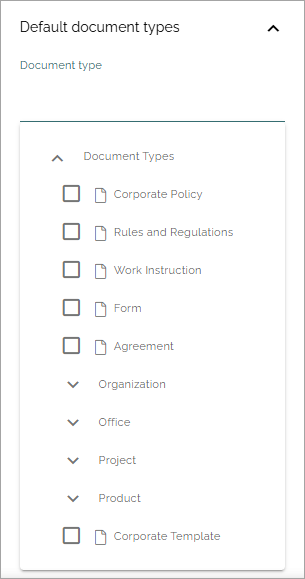 Default document types
Document type
Document Types
Corporate Policy
Rules and Regulations
Work Instruction
Form
Agreement
Organization
Office
Project
Product
Corporate Template